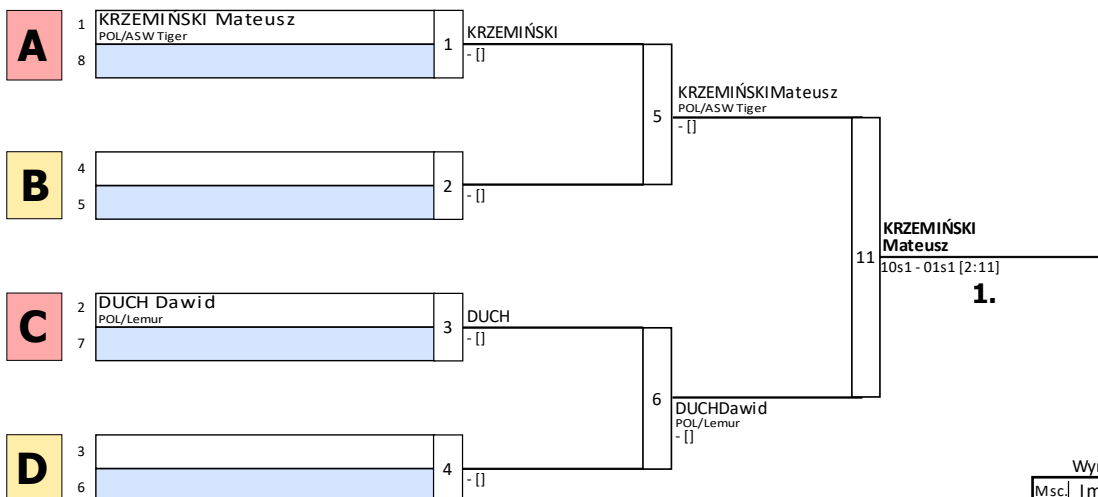 A
1 KRZEMIŃSKI Mateusz
POL/ASW Tiger
8
1
KRZEMIŃSKI
- []
B
4
5
2
- []
5
KRZEMIŃSKIMateusz
POL/ASW Tiger
- []
C
2 DUCH Dawid
POL/Lemur
7
3
DUCH
- []
D
3
6
4
- []
6
DUCHDawid
POL/Lemur
- []
11
KRZEMIŃSKI
Mateusz
10s1 - 01s1 [2:11]
1.
Msc.